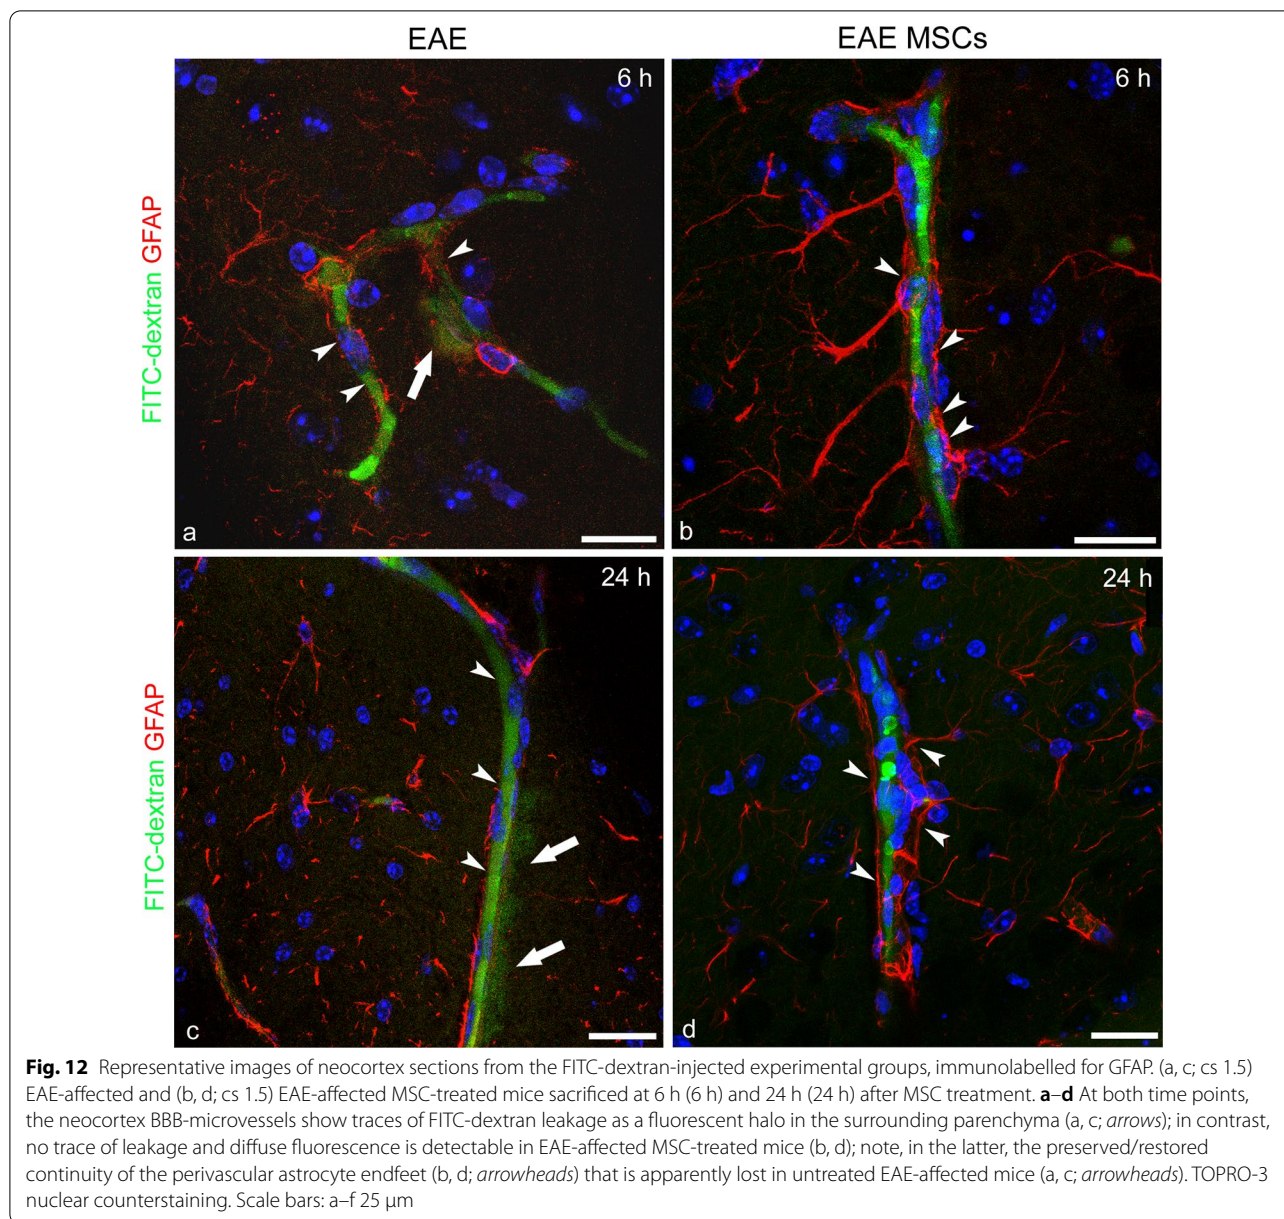 EAE EAE MSCs
FITC-dextran GFAP
6 h
a
6 h
b
FITC-dextran GFAP
24 h
c
24 h
d
Fig. 12 Representative images of neocortex sections from the FITC-dextran-injected experimental groups, immunolabelled for GFAP. (a, c; cs 1.5)
EAE-affected and (b, d; cs 1.5) EAE-affected MSC-treated mice sacrificed at 6 h (6 h) and 24 h (24 h) after MSC treatment. a–d At both time points,
the neocortex BBB-microvessels show traces of FITC-dextran leakage as a fluorescent halo in the surrounding parenchyma (a, c; arrows); in contrast,
no trace of leakage and diffuse fluorescence is detectable in EAE-affected MSC-treated mice (b, d); note, in the latter, the preserved/restored
continuity of the perivascular astrocyte endfeet (b, d; arrowheads) that is apparently lost in untreated EAE-affected mice (a, c; arrowheads). TOPRO-3
nuclear counterstaining. Scale bars: a–f 25 µm